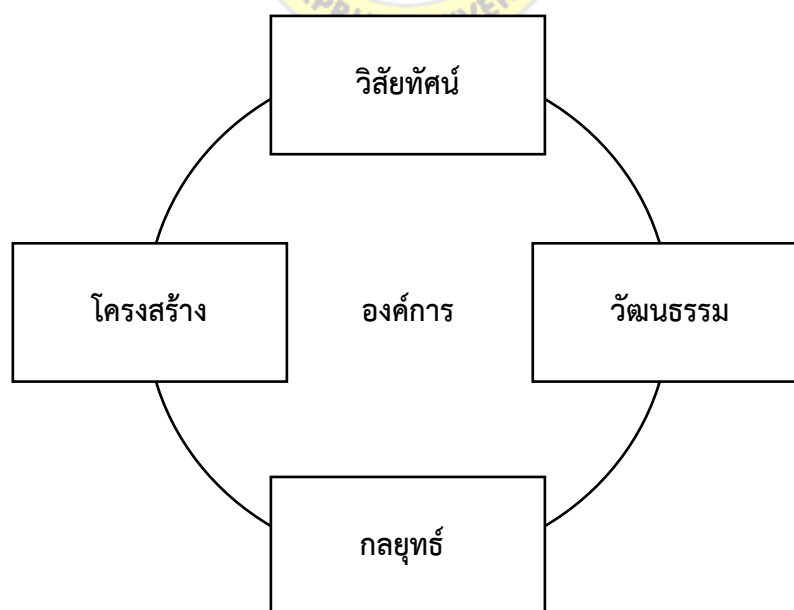 วิสัยทัศน์
โครงสร้าง
องค์การ
วัฒนธรรม
กลยุทธ์